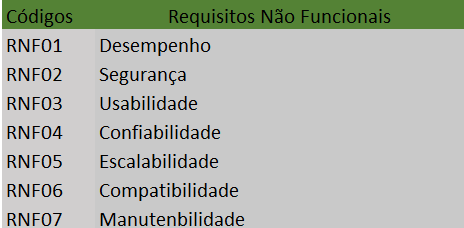 Códigos Requisitos Não Funcionais
RNF01 Desempenho
RNF02 Segurança
RNF03 Usabilidade
RNF04 Confiabilidade
RNF05 Escalabilidade
RNF06 Compatibilidade
RNF07 Manutenbilidade